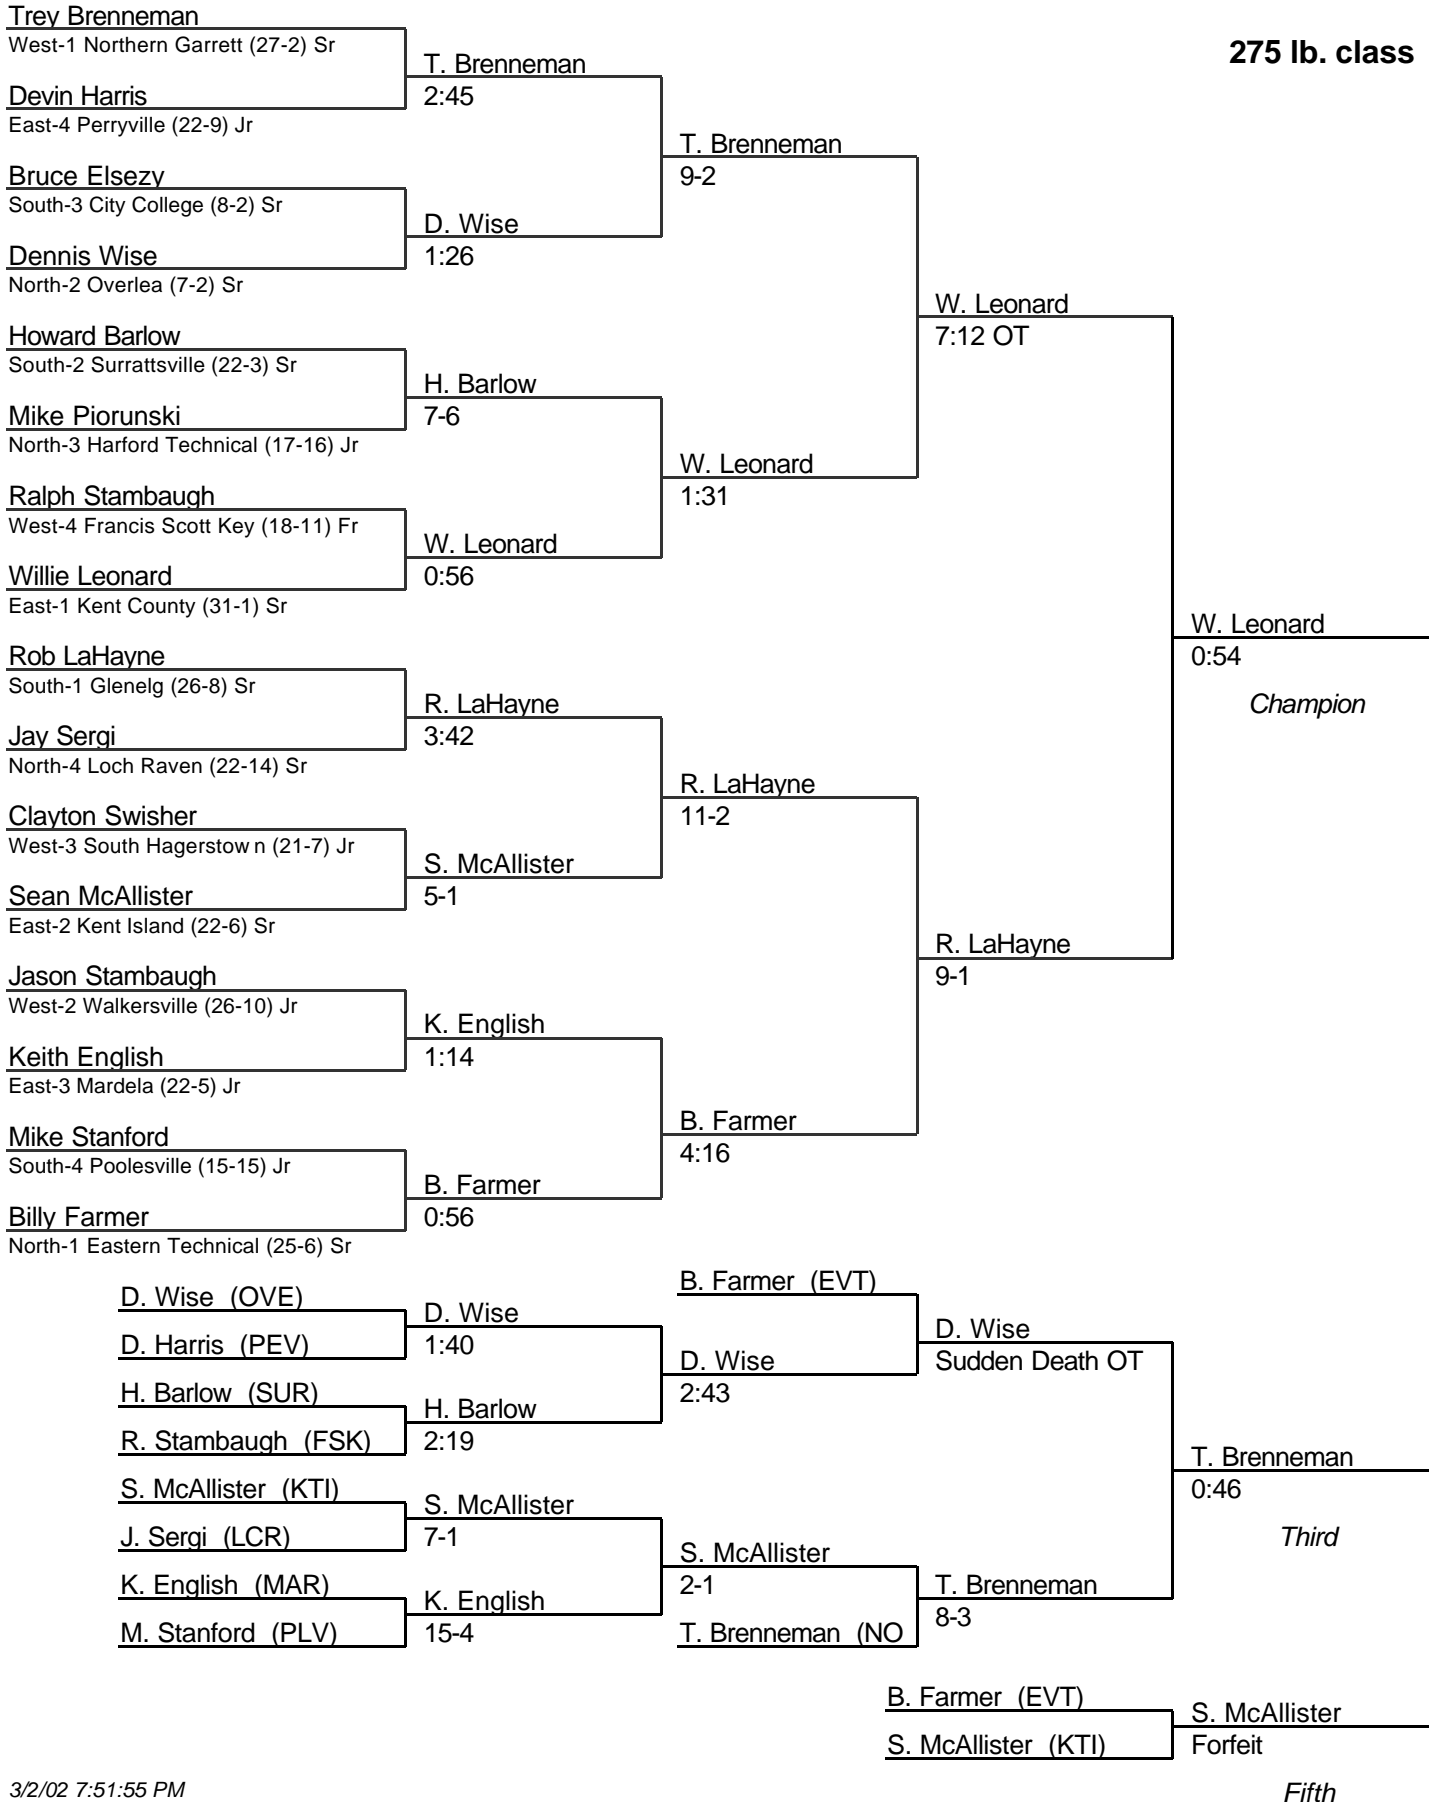 Trey Brenneman
West-1 Northern Garrett (27-2) Sr
275 lb. class
T. Brenneman
2:45
Devin Harris
East-4 Perryville (22-9) Jr
T. Brenneman
9-2
Bruce Elsezy
South-3 City College (8-2) Sr
D. Wise
1:26
Dennis Wise
North-2 Overlea (7-2) Sr
W. Leonard
7:12 OT
Howard Barlow
South-2 Surrattsville (22-3) Sr
H. Barlow
7-6
Mike Piorunski
North-3 Harford Technical (17-16) Jr
W. Leonard
1:31
Ralph Stambaugh
West-4 Francis Scott Key (18-11) Fr
W. Leonard
0:56
Willie Leonard
East-1 Kent County (31-1) Sr
W. Leonard
0:54
Champion
Rob LaHayne
South-1 Glenelg (26-8) Sr
R. LaHayne
3:42
Jay Sergi
North-4 Loch Raven (22-14) Sr
R. LaHayne
11-2
Clayton Swisher
West-3 South Hagerstow n (21-7) Jr
S. McAllister
5-1
Sean McAllister
East-2 Kent Island (22-6) Sr
R. LaHayne
9-1
Jason Stambaugh
West-2 Walkersville (26-10) Jr
K. English
1:14
Keith English
East-3 Mardela (22-5) Jr
B. Farmer
4:16
Mike Stanford
South-4 Poolesville (15-15) Jr
B. Farmer
0:56
Billy Farmer
North-1 Eastern Technical (25-6) Sr
B. Farmer (EVT)
D. Wise (OVE)
D. Wise
1:40
D. Harris (PEV)
D. Wise
Sudden Death OT
D. Wise
2:43
H. Barlow (SUR)
H. Barlow
2:19
R. Stambaugh (FSK)
T. Brenneman
0:46
Third
S. McAllister (KTI)
S. McAllister
7-1
J. Sergi (LCR)
S. McAllister
2-1
K. English (MAR)
K. English
15-4
T. Brenneman
8-3
M. Stanford (PLV)
T. Brenneman (NO
B. Farmer (EVT)
S. McAllister
Forfeit
S. McAllister (KTI)
3/2/02 7:51:55 PM
Fifth